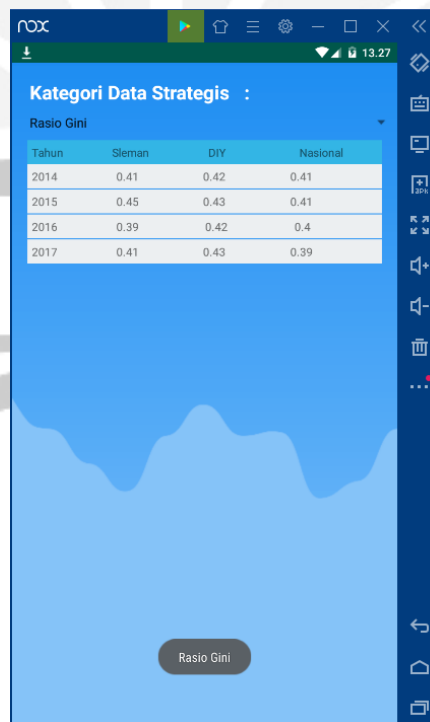 nox
13.27
Kategori Data Strategis :
Rasio Gini
Tahun Sleman DIY Nasional
2014 0.41 0.42 0.41
2015 0.45 0.43 0.41
2016 0.39 0.42 0.4
2017 0.41 0.43 0.39
Rasio Gini